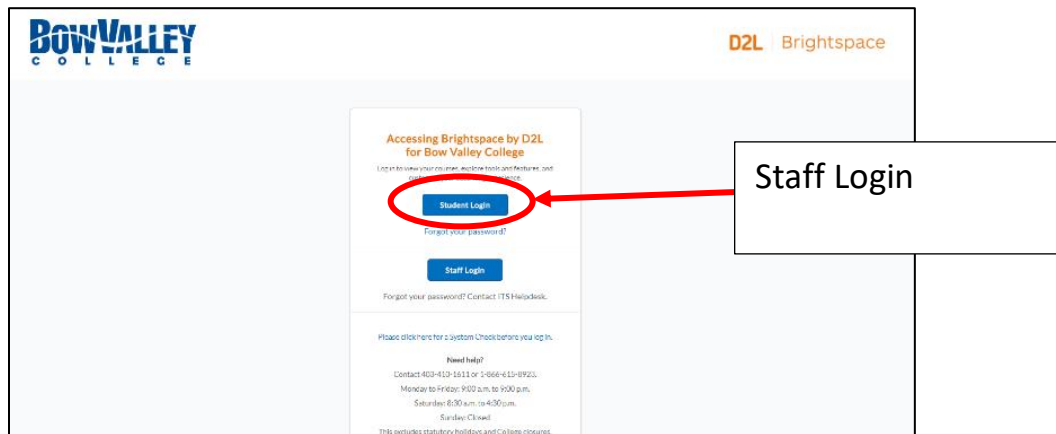 BOW VALLEY
COLLEGE
D2L Brightspace
Accessing Brightspace by D2L
for Bow Valley College
Log in to view your courses, explore tools and features, and
Student Login
Forgot your password?
Staff Login
Forgot your password? Contact ITS Helpdesk.
Please click here for a System Check before you log in.
Need help?
Contact 403-410-1611 or 1-866-615-8923.
Monday to Friday: 9:00 a.m. to 9:00 p.m.
Saturday: 8:30 a.m. to 4:30 p.m.
Sunday: Closed
This excludes statutory holidays and College closures.
Staff Login